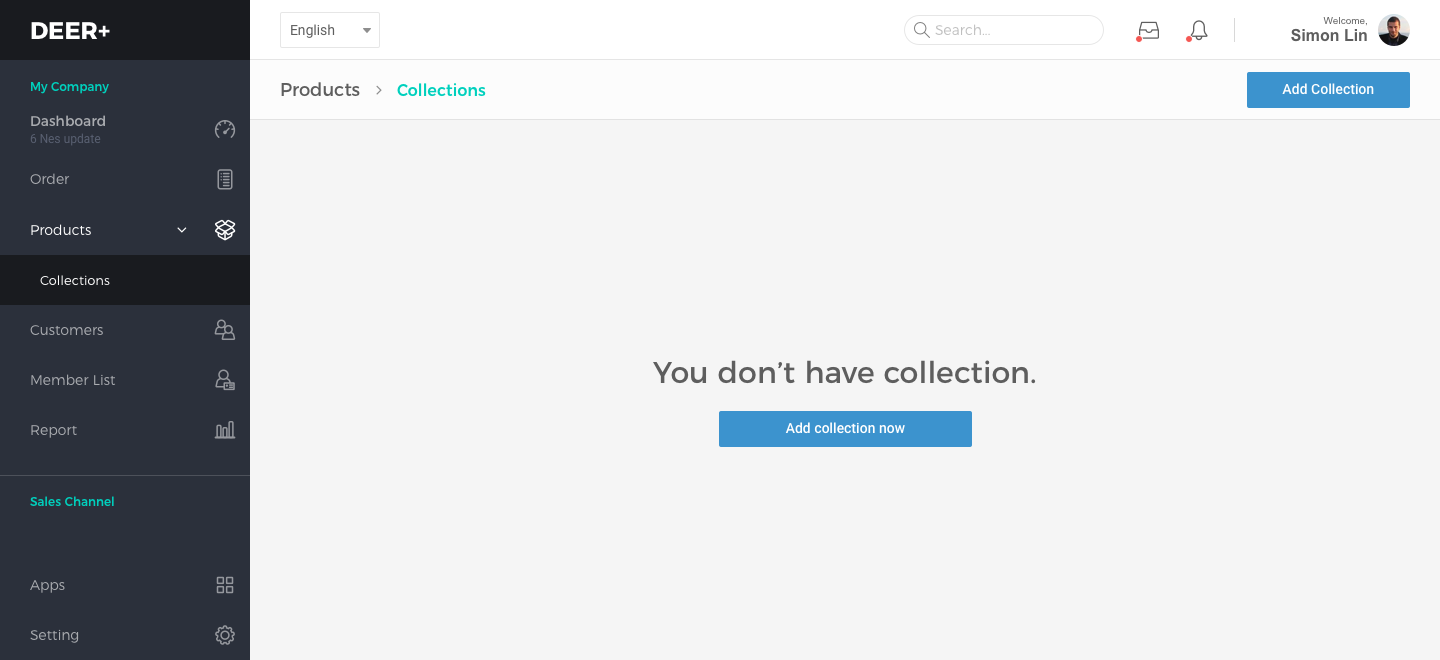 DEER+
English
Search...
Welcome,
Simon Lin
My Company
Dashboard
6 Nes update
Order
Products
Collections
Customers
Member List
Report
Sales Channel
Apps
Setting
Products > Collections
Add Collection
You don’t have collection.
Add collection now